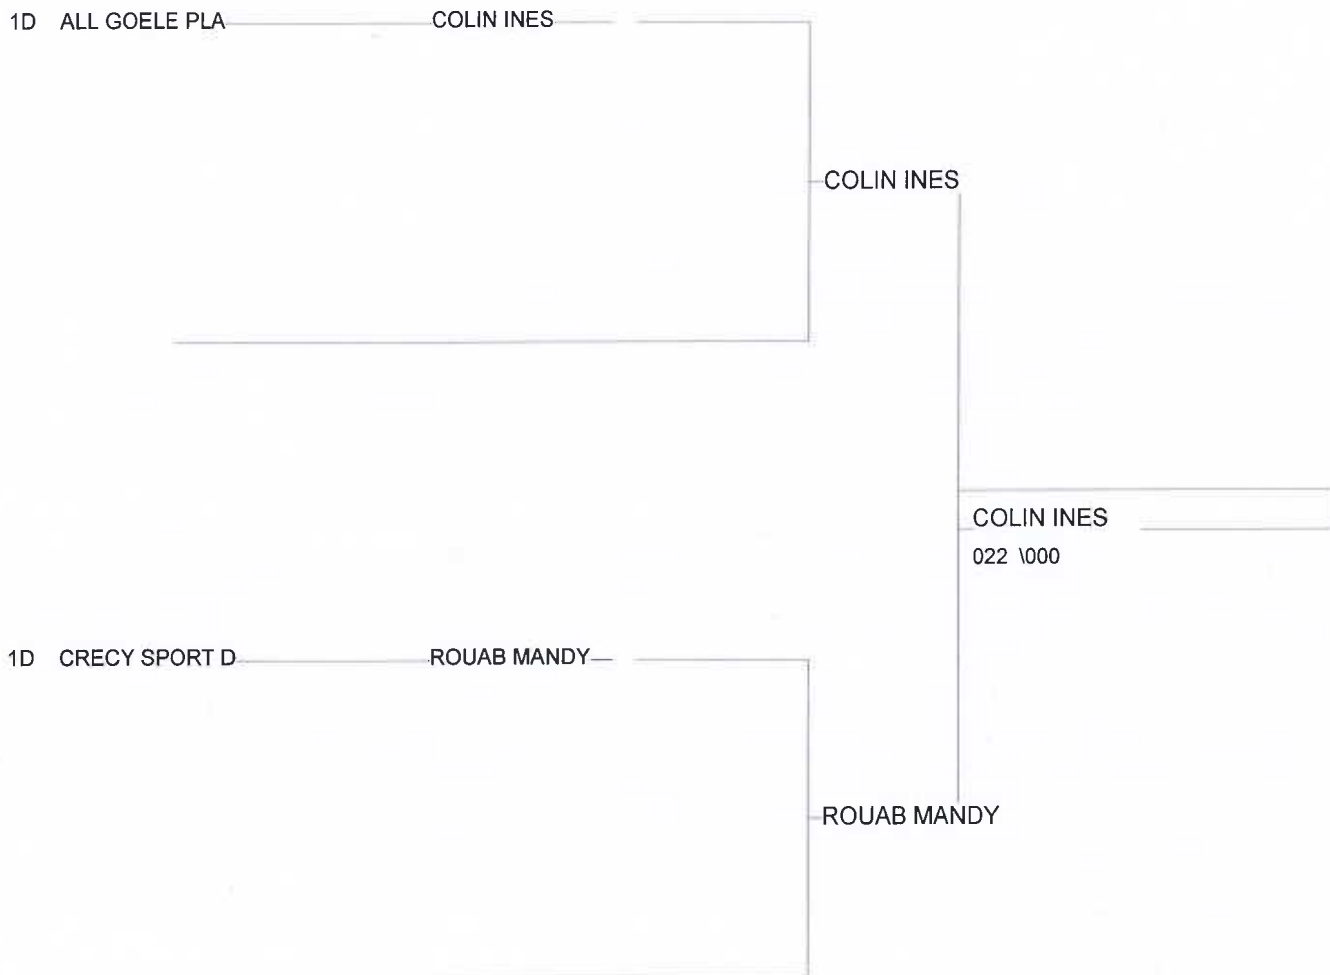 1D ALL GOELE PLA COLIN INES
COLIN INES
COLIN INES
022 \000
1D CRECY SPORT D ROUAB MANDY
ROUAB MANDY